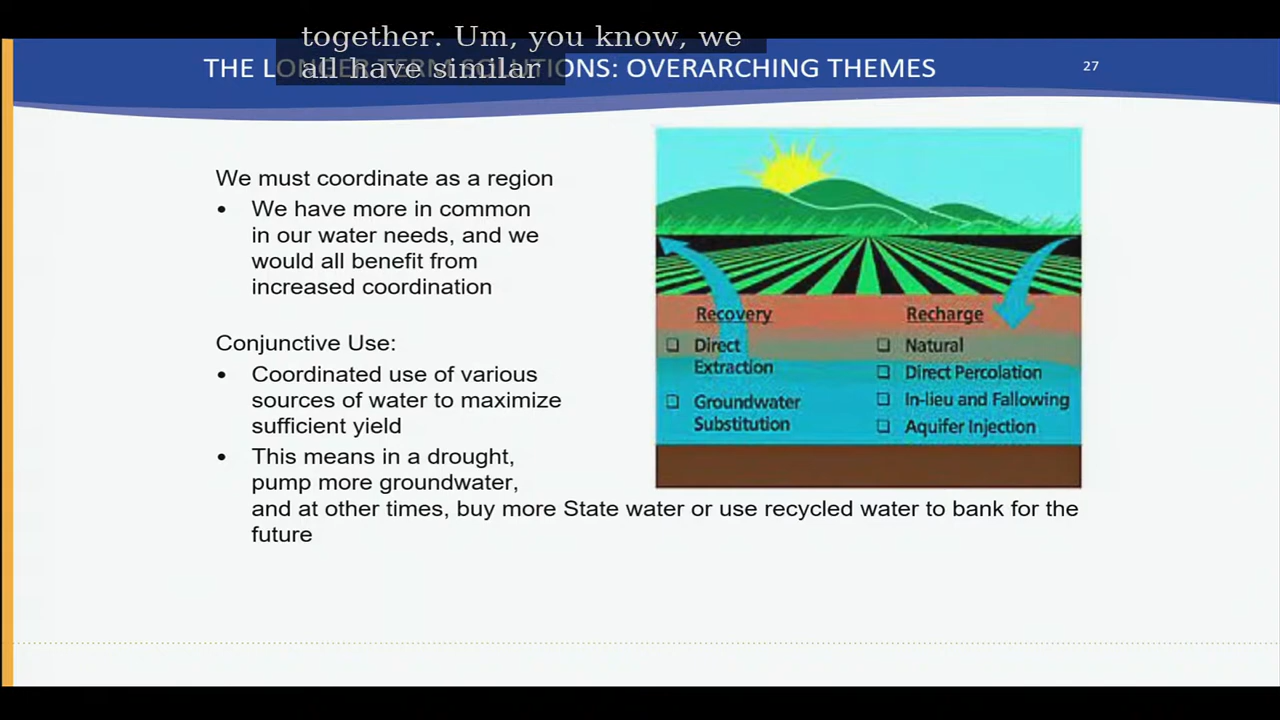 together. Um, you know, we
all have similar
THE LONGER TERM SOLUTIONS: OVERARCHING THEMES
27
We must coordinate as a region
• We have more in common
in our water needs, and we
would all benefit from
increased coordination
Conjunctive Use:
• Coordinated use of various
sources of water to maximize
sufficient yield
• This means in a drought,
pump more groundwater,
and at other times, buy more State water or use recycled water to bank for the
future
Recovery
❑ Direct
Extraction
❑ Groundwater
Substitution
Recharge
❑ Natural
❑ Direct Percolation
❑ In-lieu and Fallowing
❑ Aquifer Injection